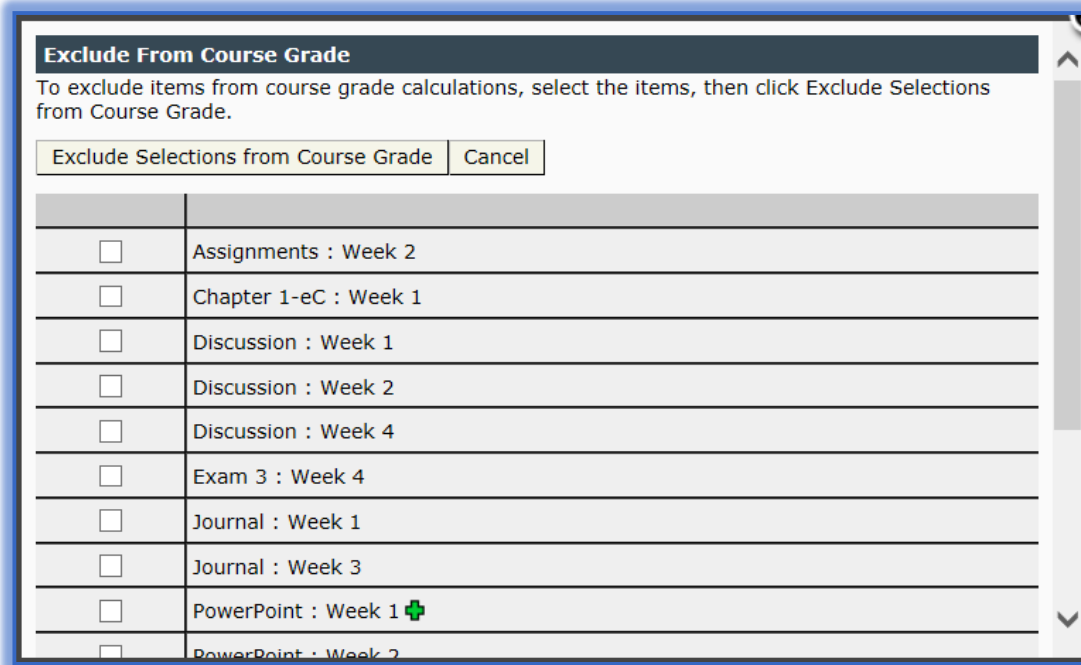 Exclude From Course Grade
To exclude items from course grade calculations, select the items, then click Exclude Selections
from Course Grade.
Exclude Selections from Course Grade Cancel
Assignments : Week 2
Chapter 1-eC : Week 1
Discussion : Week 1
Discussion : Week 2
Discussion : Week 4
Exam 3 : Week 4
Journal : Week 1
Journal : Week 3
PowerPoint : Week 1
PowerPoint : Week 2